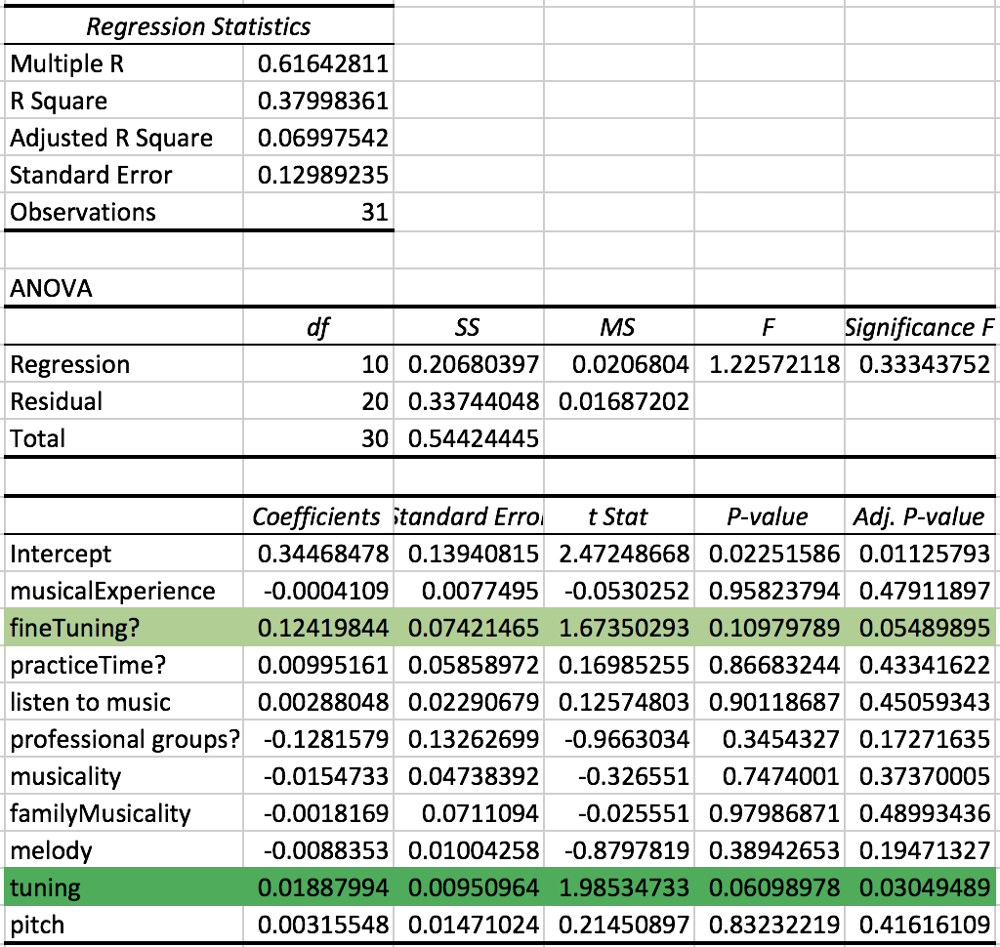 Regression Statistics
Multiple R 0.61642811
R Square 0.37998361
Adjusted R Square 0.06997542
Standard Error 0.12989235
Observations 31
ANOVA
df SS MS F Significance F
Regression 10 0.20680397 0.0206804 1.22572118 0.33343752
Residual 20 0.33744048 0.01687202
Total 30 0.54424445
Coefficients Standard Error t Stat P-value Adj. P-value
Intercept 0.34468478 0.13940815 2.47248668 0.02251586 0.01125793
musicalExperience -0.0004109 0.0077495 -0.0530252 0.95823794 0.47911897
fineTuning? 0.12419844 0.07421465 1.67350293 0.10979789 0.05489895
practiceTime? 0.00995161 0.05858972 0.16985255 0.86683244 0.43341622
listen to music 0.00288048 0.02290679 0.12574803 0.90118687 0.45059343
professional groups? -0.1281579 0.13262699 -0.9663034 0.3454327 0.17271635
musicality -0.0154733 0.04738392 -0.326551 0.7474001 0.37370005
familyMusicality -0.0018169 0.0711094 -0.025551 0.97986871 0.48993436
melody -0.0088353 0.01004258 -0.8797819 0.38942653 0.19471327
tuning 0.01887994 0.00950964 1.98534733 0.06098978 0.03049489
pitch 0.00315548 0.01471024 0.21450897 0.83232219 0.41616109